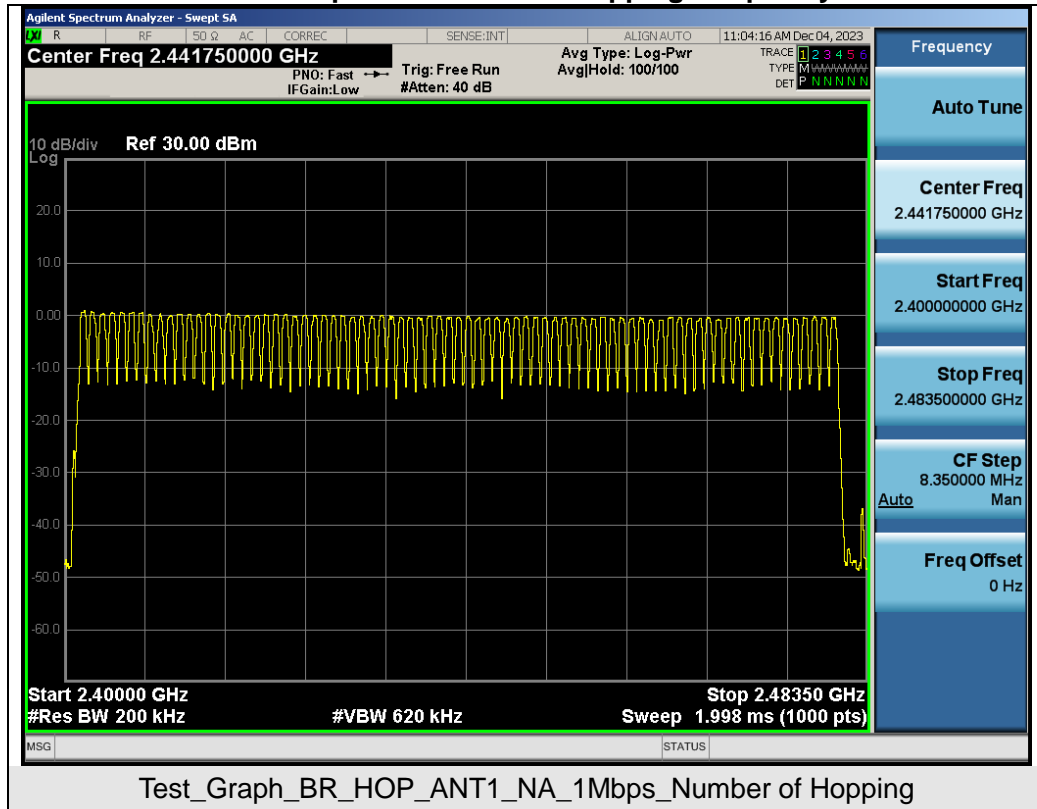 Agilent Spectrum Analyzer - Swept SA
LXI R RF 50 Ω AC CORREC SENSE:INT ALIGN AUTO 11:04:16 AM Dec 04, 2023
Center Freq 2.441750000 GHz
PNO: Fast
IFGain:Low
Trig: Free Run
#Atten: 40 dB
Avg Type: Log-Pwr
Avg|Hold: 100/100
TRACE 1 2 3 4 5 6
TYPE M WWWWW
DET P N N N N N
10 dB/div Ref 30.00 dBm
Log
20.0
10.0
0.00
-10.0
-20.0
-30.0
-40.0
-50.0
-60.0
Start 2.40000 GHz Stop 2.48350 GHz
#Res BW 200 kHz #VBW 620 kHz Sweep 1.998 ms (1000 pts)
MSG STATUS
Frequency
Auto Tune
Center Freq
2.441750000 GHz
Start Freq
2.400000000 GHz
Stop Freq
2.483500000 GHz
CF Step
8.350000 MHz
Auto Man
Freq Offset
0 Hz
Test_Graph_BR_HOP_ANT1_NA_1Mbps_Number of Hopp